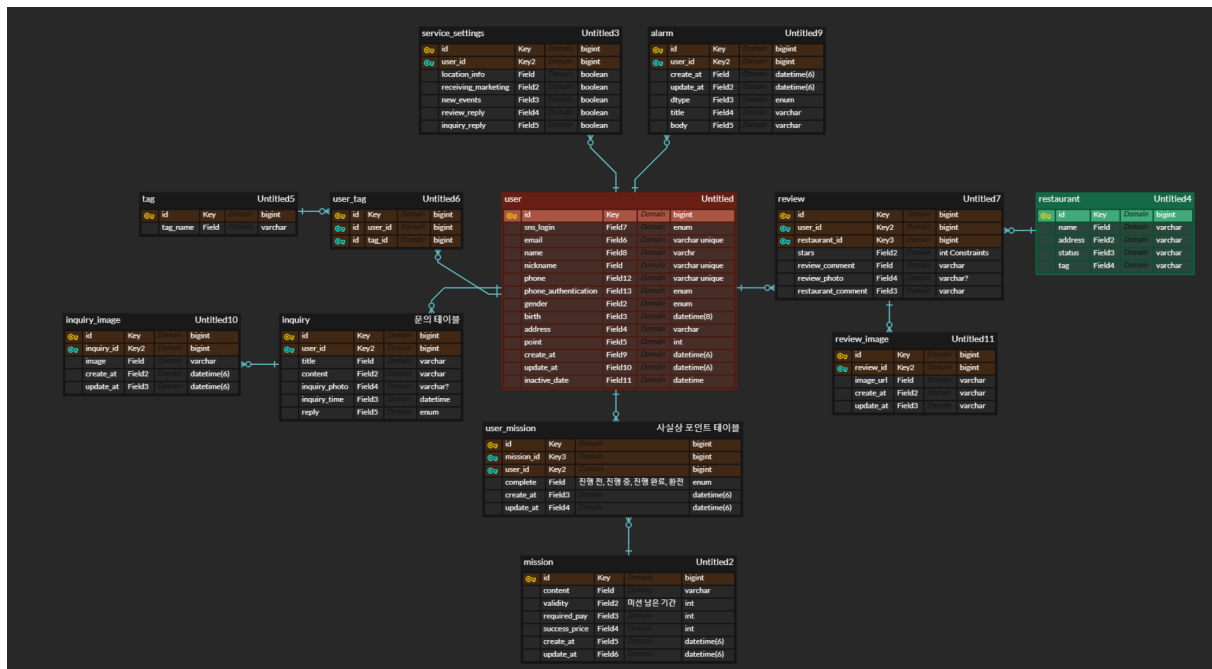 service_settings Untitled3
id Key Domain bigint
user_id Key2 Domain bigint
location_info Field Domain boolean
receiving_marketing Field2 Domain boolean
new_events Field3 Domain boolean
review_reply Field4 Domain boolean
inquiry_reply Field5 Domain boolean
alarm Untitled9
id Key Domain bigiint
user_id Key2 Domain bigint
create_at Field Domain datetime(6)
update_at Field2 Domain datetime(6)
dtype Field3 Domain enum
title Field4 Domain varchar
body Field5 Domain varchar
tag Untitled5
id Key Domain bigint
tag_name Field Domain varchar
user_tag Untitled6
id Key Domain bigint
id user_id Domain bigint
id tag_id Domain bigint
user Untitled
id Key Domain bigint
sns_login Field7 Domain enum
email Field6 Domain varchar unique
name Field8 Domain varchr
nickname Field Domain varchar unique
phone Field12 Domain varchar unique
phone_authentication Field13 Domain enum
gender Field2 Domain enum
birth Field3 Domain datetime(8)
address Field4 Domain varchar
point Field5 Domain int
create_at Field9 Domain datetime(6)
update_at Field10 Domain datetime(6)
inactive_date Field11 Domain datetime
review Untitled7
id Key Domain bigint
user_id Key2 Domain bigint
restaurant_id Key3 Domain bigint
stars Field2 Domain int Constraints
review_comment Field Domain varchar
review_photo Field4 Domain varchar?
restaurant_comment Field3 Domain varchar
restaurant Untitled4
id Key Domain bigint
name Field Domain varchar
address Field2 Domain varchar
status Field3 Domain varchar
tag Field4 Domain varchar
inquiry_image Untitled10
id Key Domain bigint
inquiry_id Key2 Domain bigint
image Field Domain varchar
create_at Field2 Domain datetime(6)
update_at Field3 Domain datetime(6)
inquiry 문의 테이블
id Key Domain bigint
user_id Key2 Domain bigint
title Field Domain varchar
content Field2 Domain varchar
inquiry_photo Field4 Domain varchar?
inquiry_time Field3 Domain datetime
reply Field5 Domain enum
review_image Untitled11
id Key Domain bigint
review_id Key2 Domain bigint
image_url Field Domain varchar
create_at Field2 Domain varchar
update_at Field3 Domain varchar
user_mission 사실상 포인트 테이블
id Key Domain bigint
mission_id Key3 Domain bigint
user_id Key2 Domain bigint
complete Field 진행 전, 진행 중, 진행 완료, 환전 enum
create_at Field3 Domain datetime(6)
update_at Field4 Domain datetime(6)
mission Untitled2
id Key Domain bigint
content Field Domain varchar
validity Field2 미션 남은 기간 int
required_pay Field3 Domain int
success_price Field4 Domain int
create_at Field5 Domain datetime(6)
update_at Field6 Domain datetime(6)